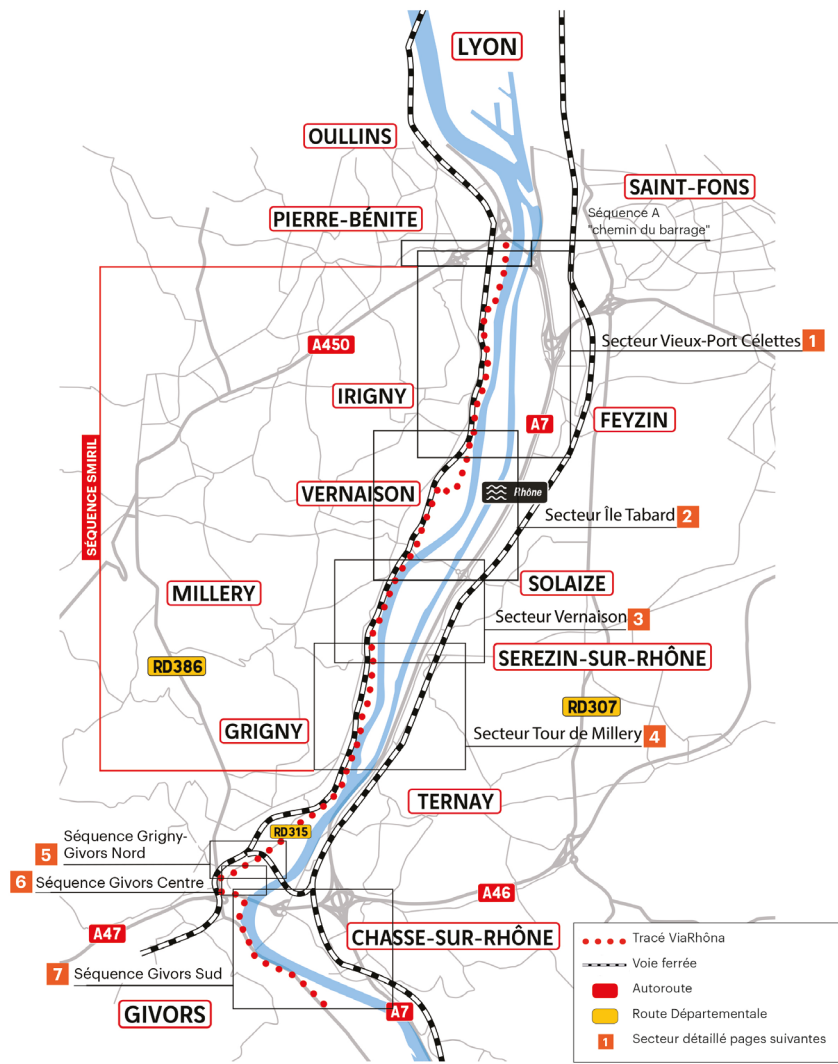 LYON
OULLINS
SAINT-FONS
PIERRE-BÉNITE
Séquence A
"chemin du barrage"
A450
Secteur Vieux-Port Célettes 1
IRIGNY
A7
FEYZIN
SÉQUENCE SMIRIL
VERNAISON
Rhône
Secteur Île Tabard 2
MILLERY
SOLAIZE
Secteur Vernaison 3
SEREZIN-SUR-RHÔNE
RD386
RD307
GRIGNY
Secteur Tour de Millery 4
TERNAY
RD315
5 Séquence Grigny-
Givors Nord
6 Séquence Givors Centre
A46
A47
CHASSE-SUR-RHÔNE
7 Séquence Givors Sud
GIVORS
A7
Tracé ViaRhôna
Voie ferrée
Autoroute
Route Départementale
1 Secteur détaillé pages suivantes